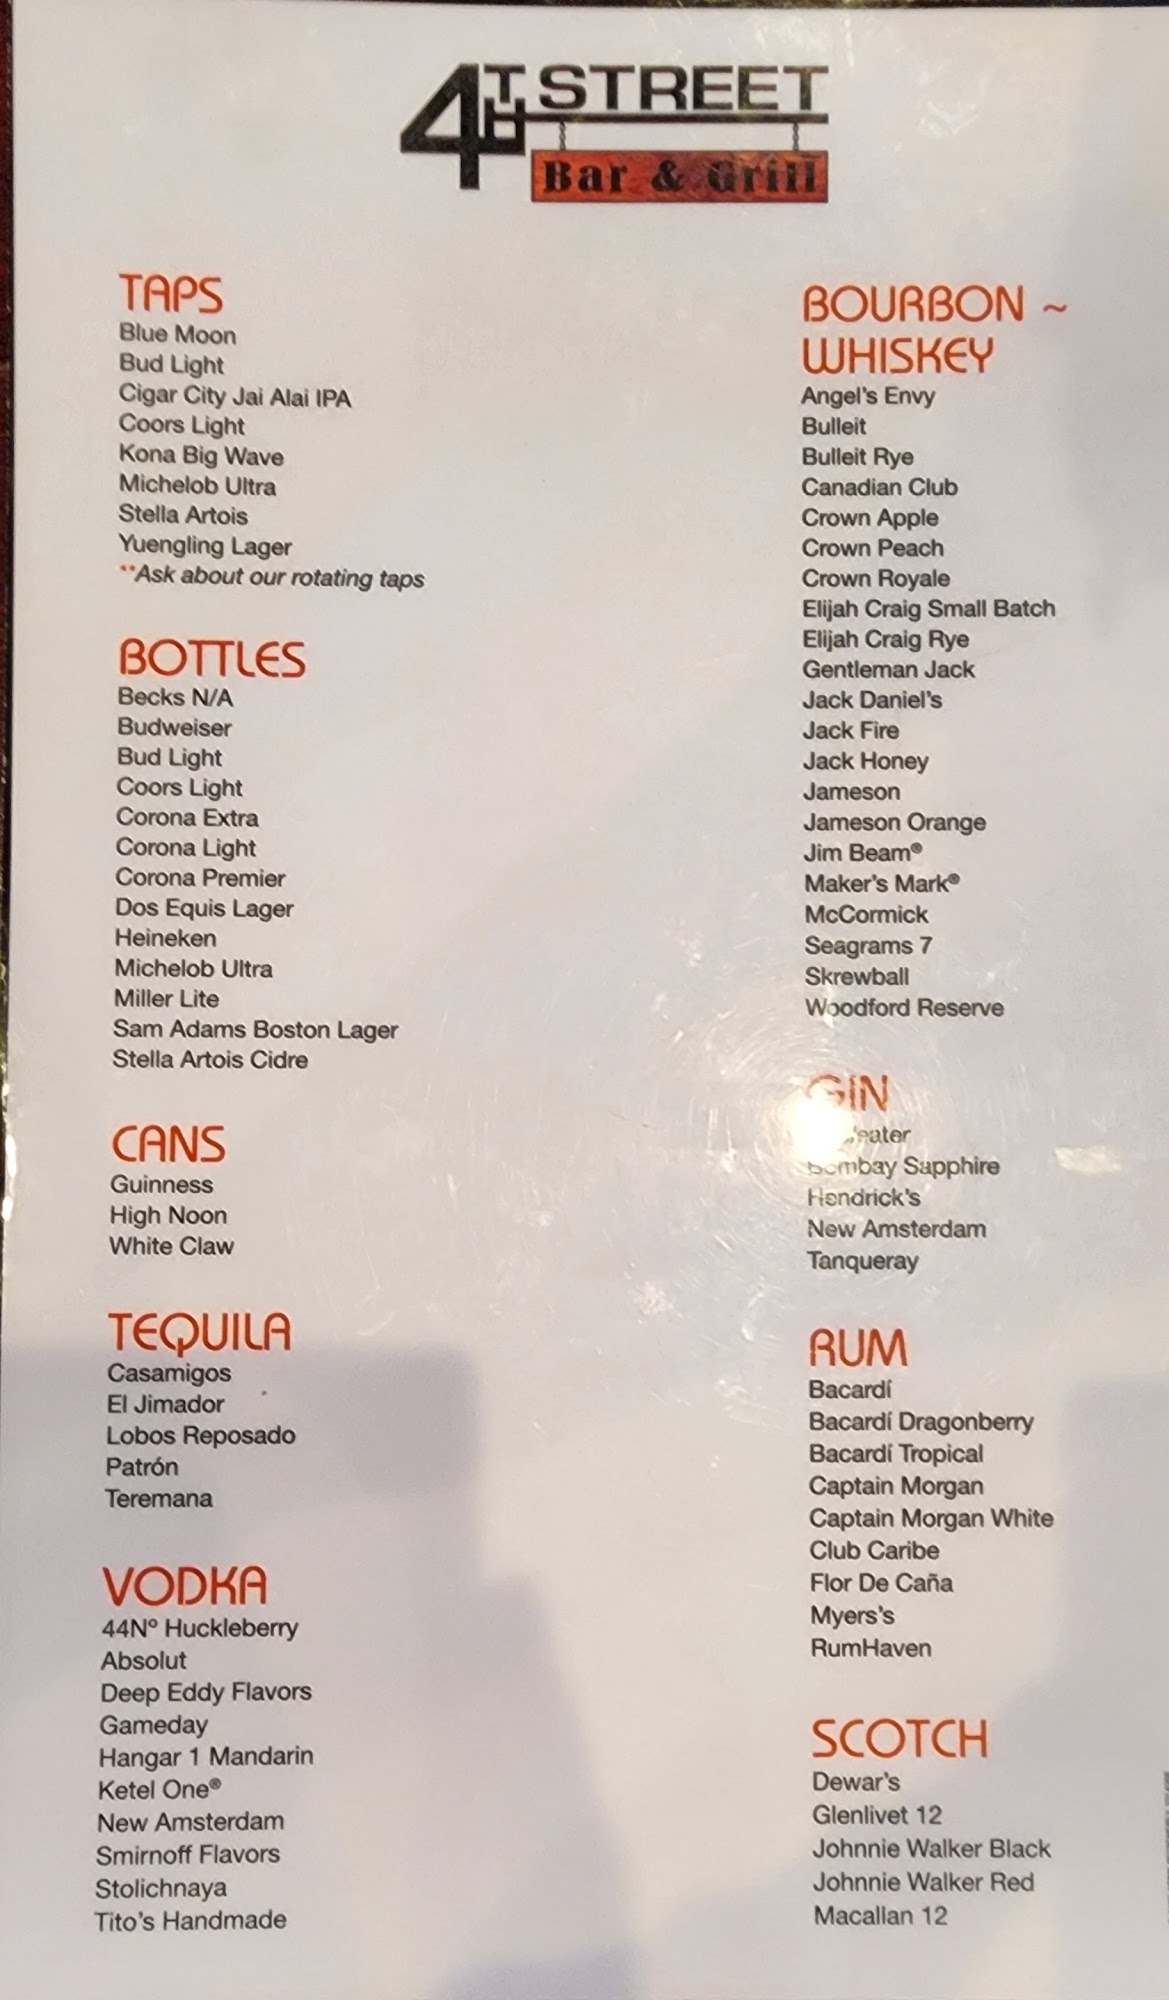 4TH STREET
Bar & Grill
TAPS
Blue Moon
Bud Light
Cigar City Jai Alai IPA
Coors Light
Kona Big Wave
Michelob Ultra
Stella Artois
Yuengling Lager
**Ask about our rotating taps
BOTTLES
Becks N/A
Budweiser
Bud Light
Coors Light
Corona Extra
Corona Light
Corona Premier
Dos Equis Lager
Heineken
Michelob Ultra
Miller Lite
Sam Adams Boston Lager
Stella Artois Cidre
CANS
Guinness
High Noon
White Claw
TEQUILA
Casamigos
El Jimador
Lobos Reposado
Patrón
Teremana
VODKA
44Nº Huckleberry
Absolut
Deep Eddy Flavors
Gameday
Hangar 1 Mandarin
Ketel One®
New Amsterdam
Smirnoff Flavors
Stolichnaya
Tito's Handmade
BOURBON ~
WHISKEY
Angel's Envy
Bulleit
Bulleit Rye
Canadian Club
Crown Apple
Crown Peach
Crown Royale
Elijah Craig Small Batch
Elijah Craig Rye
Gentleman Jack
Jack Daniel's
Jack Fire
Jack Honey
Jameson
Jameson Orange
Jim Beam®
Maker's Mark®
McCormick
Seagrams 7
Skrewball
Woodford Reserve
GIN
Bombay Sapphire
Hendrick's
New Amsterdam
Tanqueray
RUM
Bacardí
Bacardí Dragonberry
Bacardí Tropical
Captain Morgan
Captain Morgan White
Club Caribe
Flor De Caña
Myers's
RumHaven
SCOTCH
Dewar's
Glenlivet 12
Johnnie Walker Black
Johnnie Walker Red
Macallan 12